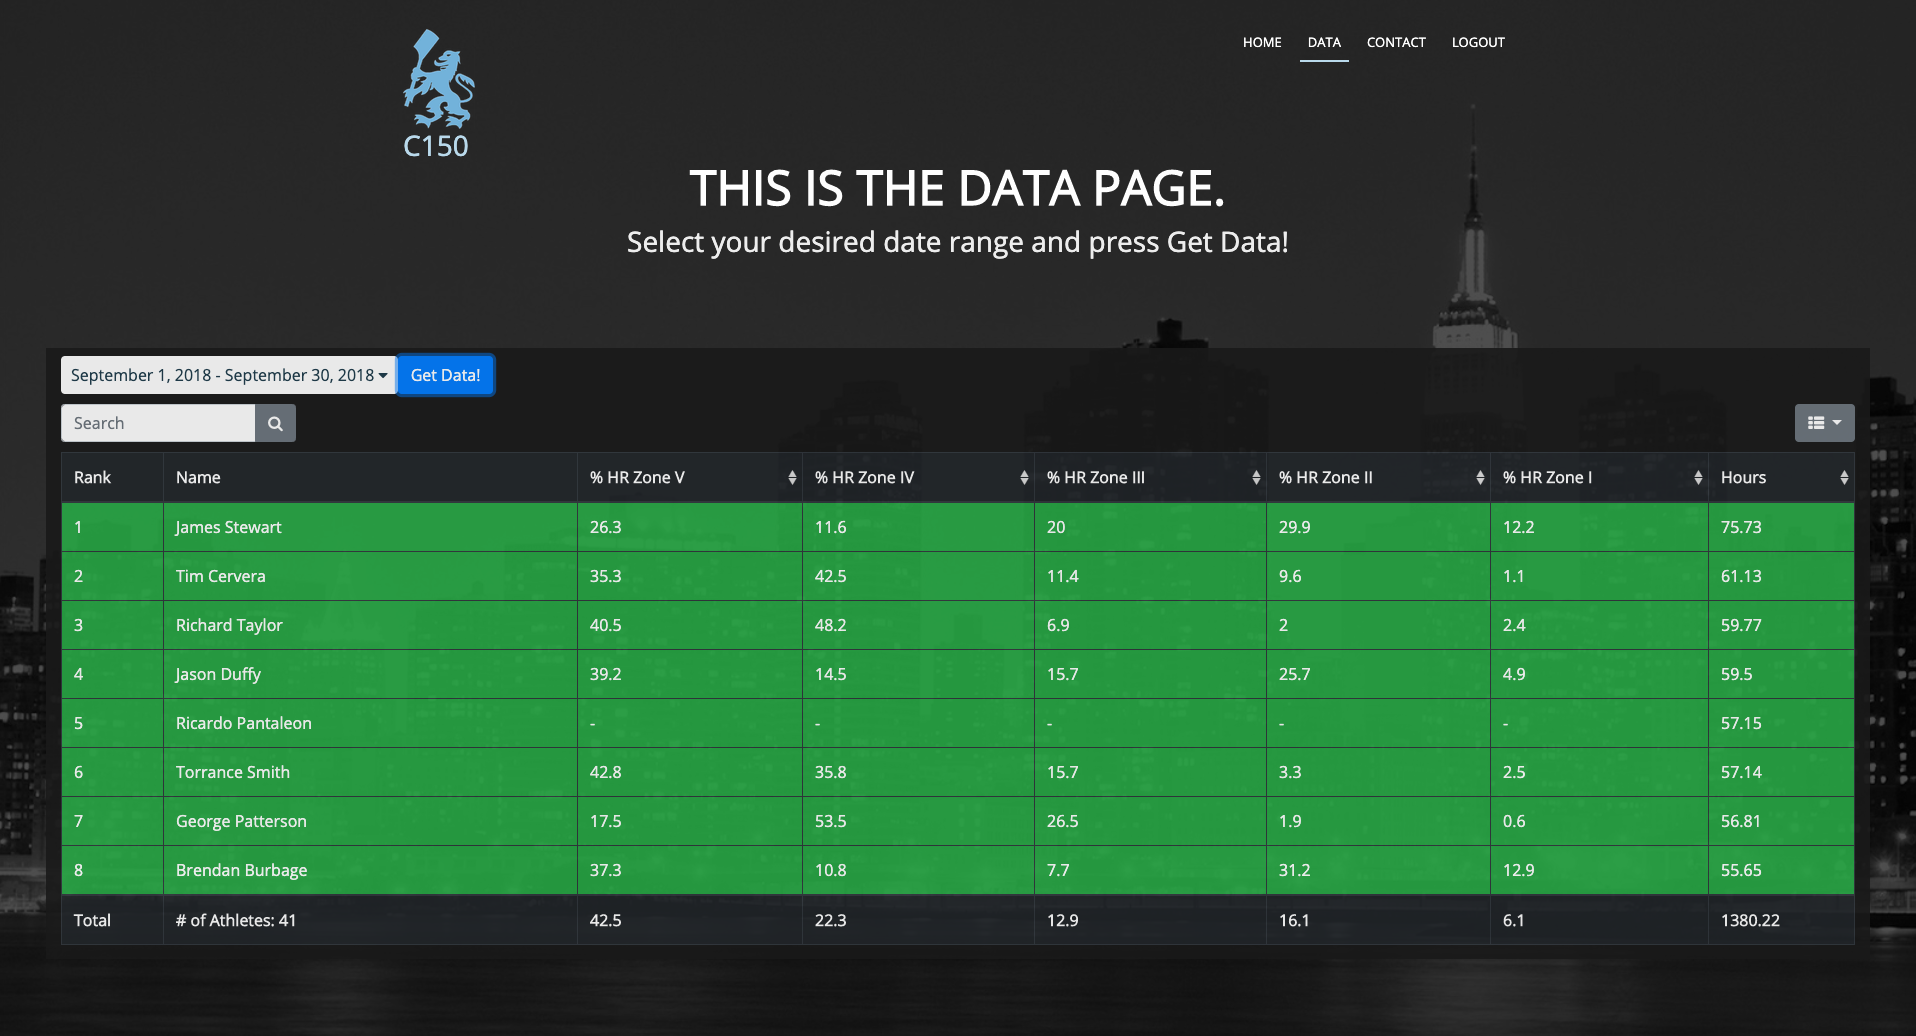 C150
HOME DATA CONTACT LOGOUT
THIS IS THE DATA PAGE.
Select your desired date range and press Get Data!
September 1, 2018 - September 30, 2018 Get Data!
Search
Rank Name % HR Zone V % HR Zone IV % HR Zone III % HR Zone II % HR Zone I Hours
1 James Stewart 26.3 11.6 20 29.9 12.2 75.73
2 Tim Cervera 35.3 42.5 11.4 9.6 1.1 61.13
3 Richard Taylor 40.5 48.2 6.9 2 2.4 59.77
4 Jason Duffy 39.2 14.5 15.7 25.7 4.9 59.5
5 Ricardo Pantaleon - - - - - 57.15
6 Torrance Smith 42.8 35.8 15.7 3.3 2.5 57.14
7 George Patterson 17.5 53.5 26.5 1.9 0.6 56.81
8 Brendan Burbage 37.3 10.8 7.7 31.2 12.9 55.65
Total # of Athletes: 41 42.5 22.3 12.9 16.1 6.1 1380.22